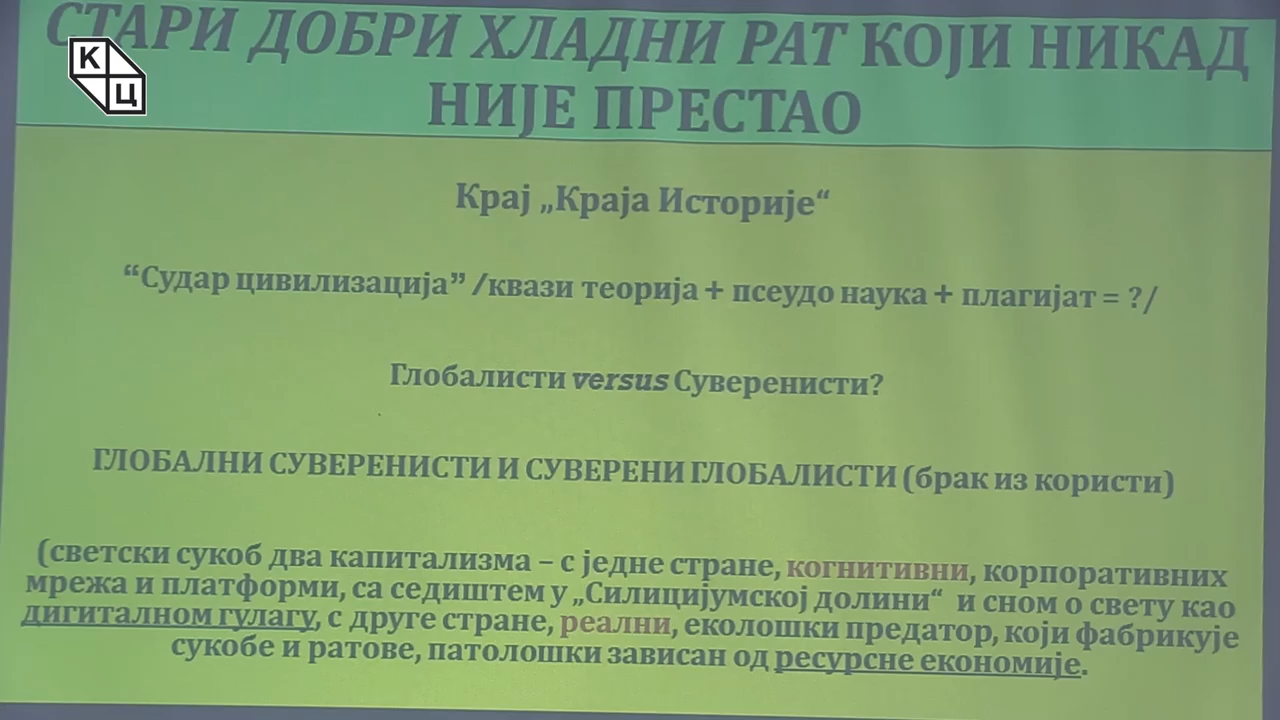 СТАРИ ДОБРИ ХЛАДНИ РАТ КОЈИ НИКАД
НИЈЕ ПРЕСТАО
К
Ц
Крај „Краја Историје“
“Судар цивилизација” /квази теорија + псеудо наука + плагијат = ?/
Глобалисти versus Суверенисти?
ГЛОБАЛНИ СУВЕРЕНИСТИ И СУВЕРЕНИ ГЛОБАЛИСТИ (брак из користи)
(светски сукоб два капитализма – с једне стране, когнитивни, корпоративних
мрежа и платформи, са седиштем у „Силицијумској долини“ и сном о свету као
дигиталном гулагу, с друге стране, реални, еколошки предатор, који фабрикује
сукобе и ратове, патолошки зависан од ресурсне економије.